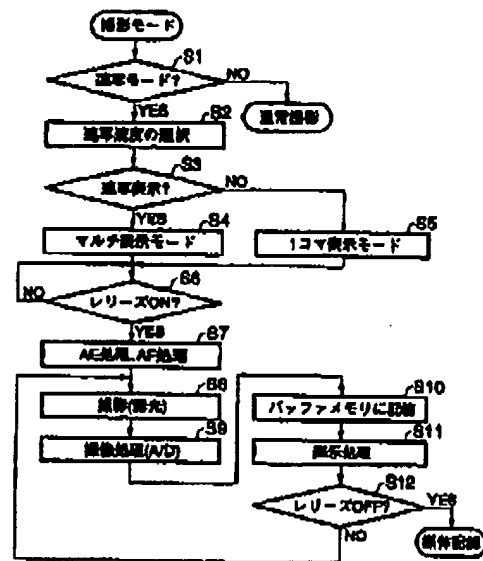 撮影モード
S1
連写モード?
NO
YES
通常撮影
S2
連写速度の選択
S3
連写表示?
NO
YES
S4
マルチ表示モード
S5
1コマ表示モード
S6
NO
レリーズON?
YES
S7
AE処理、AF処理
S8
撮影(露光)
S9
撮像処理(A/D)
S10
バッファメモリに記録
S11
表示処理
S12
レリーズOFF?
YES
NO
媒体記録